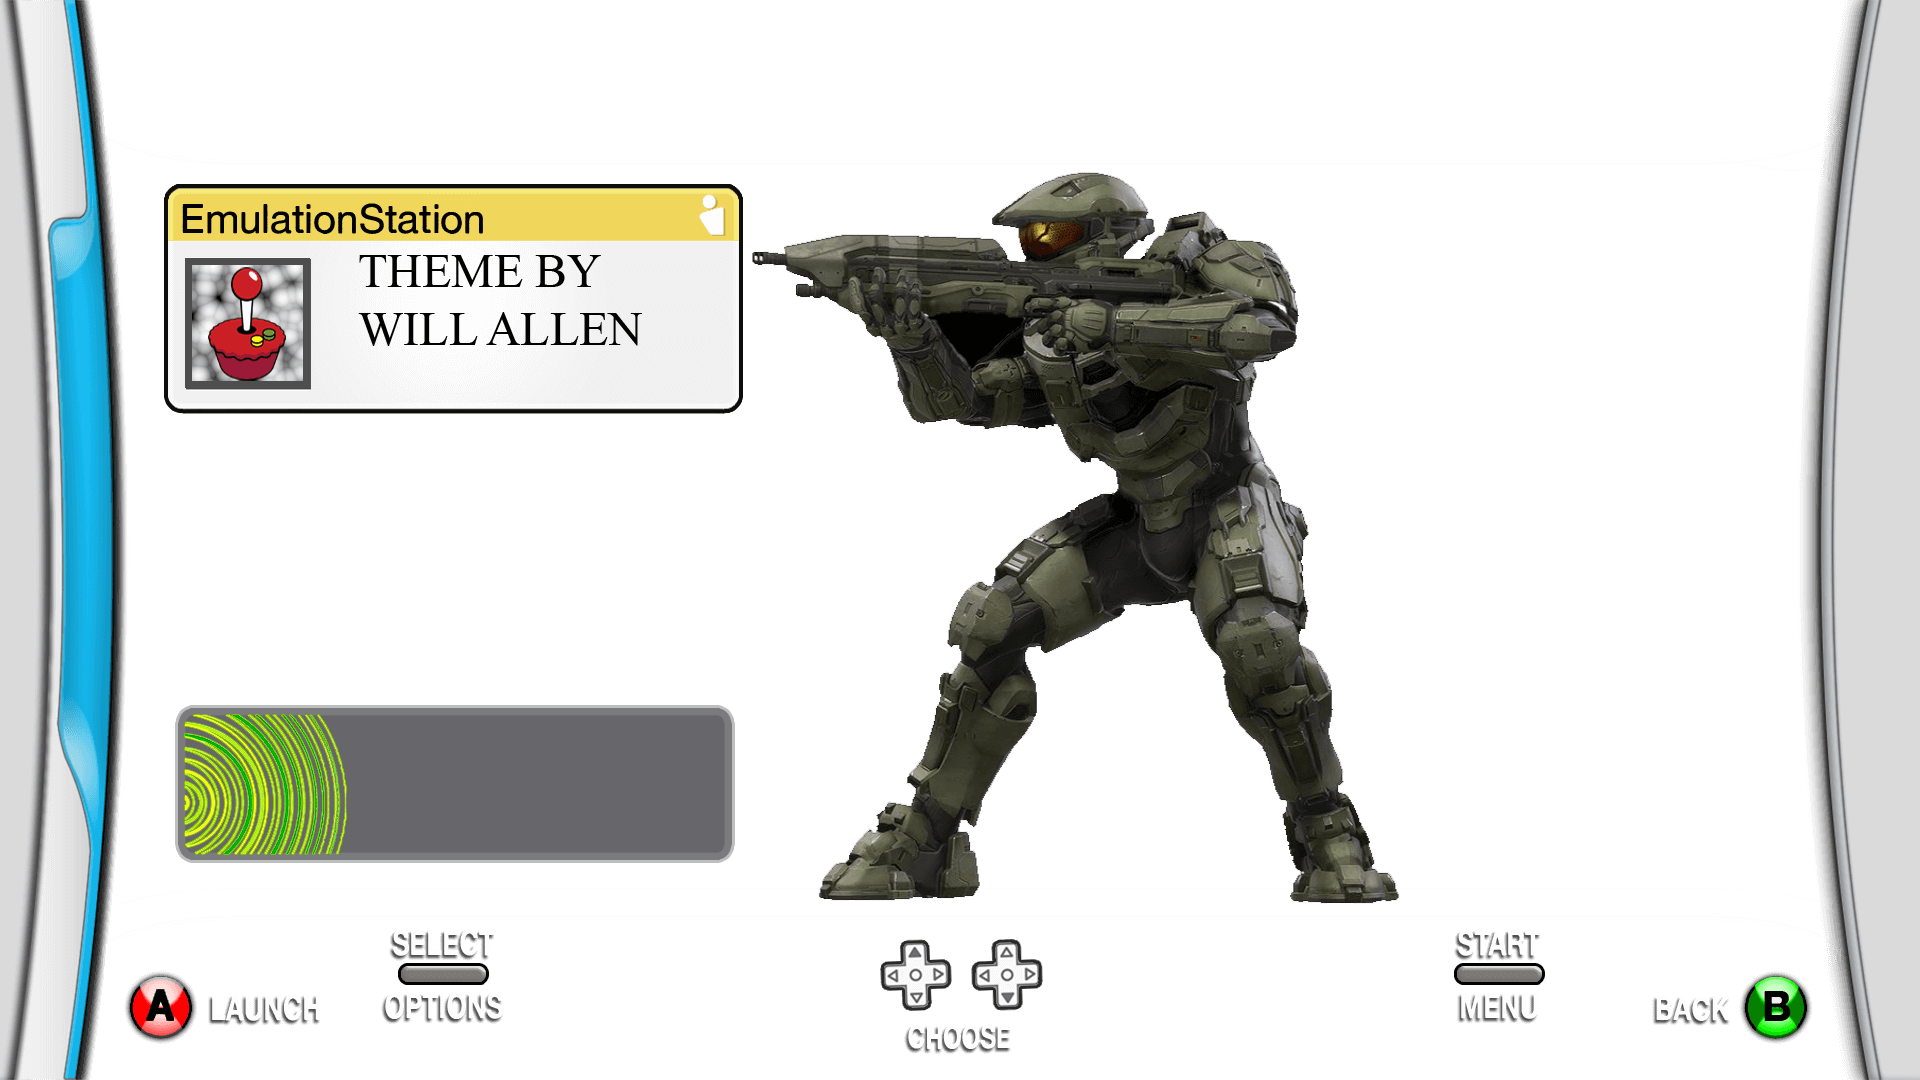 EmulationStation
THEME BY
WILL ALLEN
SELECT
OPTIONS
A LAUNCH
CHOOSE
START
MENU
BACK B